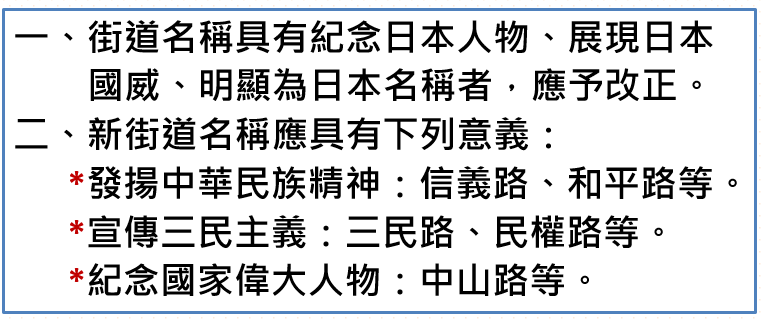 一、街道名稱具有紀念日本人物、展現日本
國威、明顯為日本名稱者，應予改正。
二、新街道名稱應具有下列意義：
*發揚中華民族精神：信義路、和平路等。
*宣傳三民主義：三民路、民權路等。
*紀念國家偉大人物：中山路等。